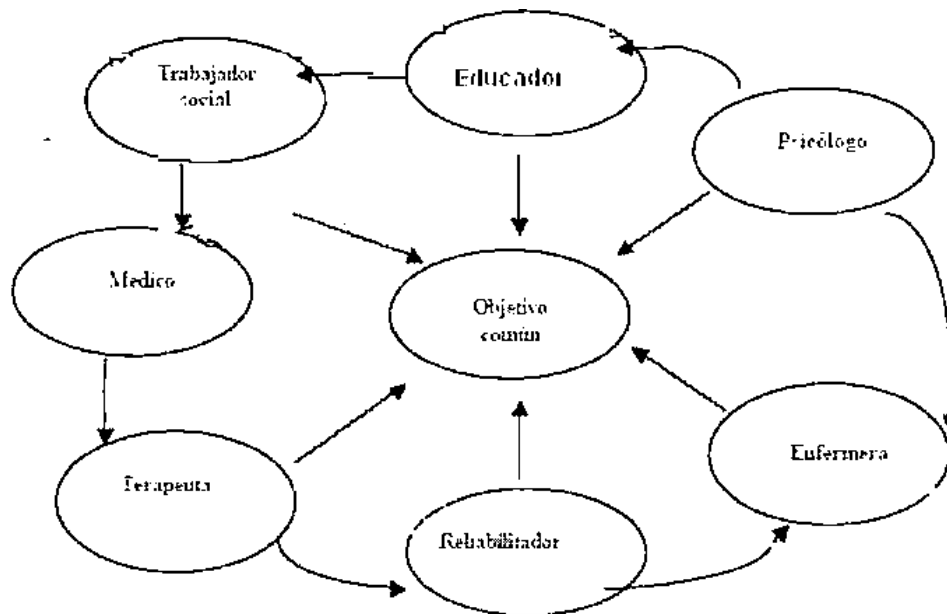 Trabajador
social
Educador
Psicólogo
Medico
Objetivo
común
Terapeuta
Rehabilitador
Enfermera